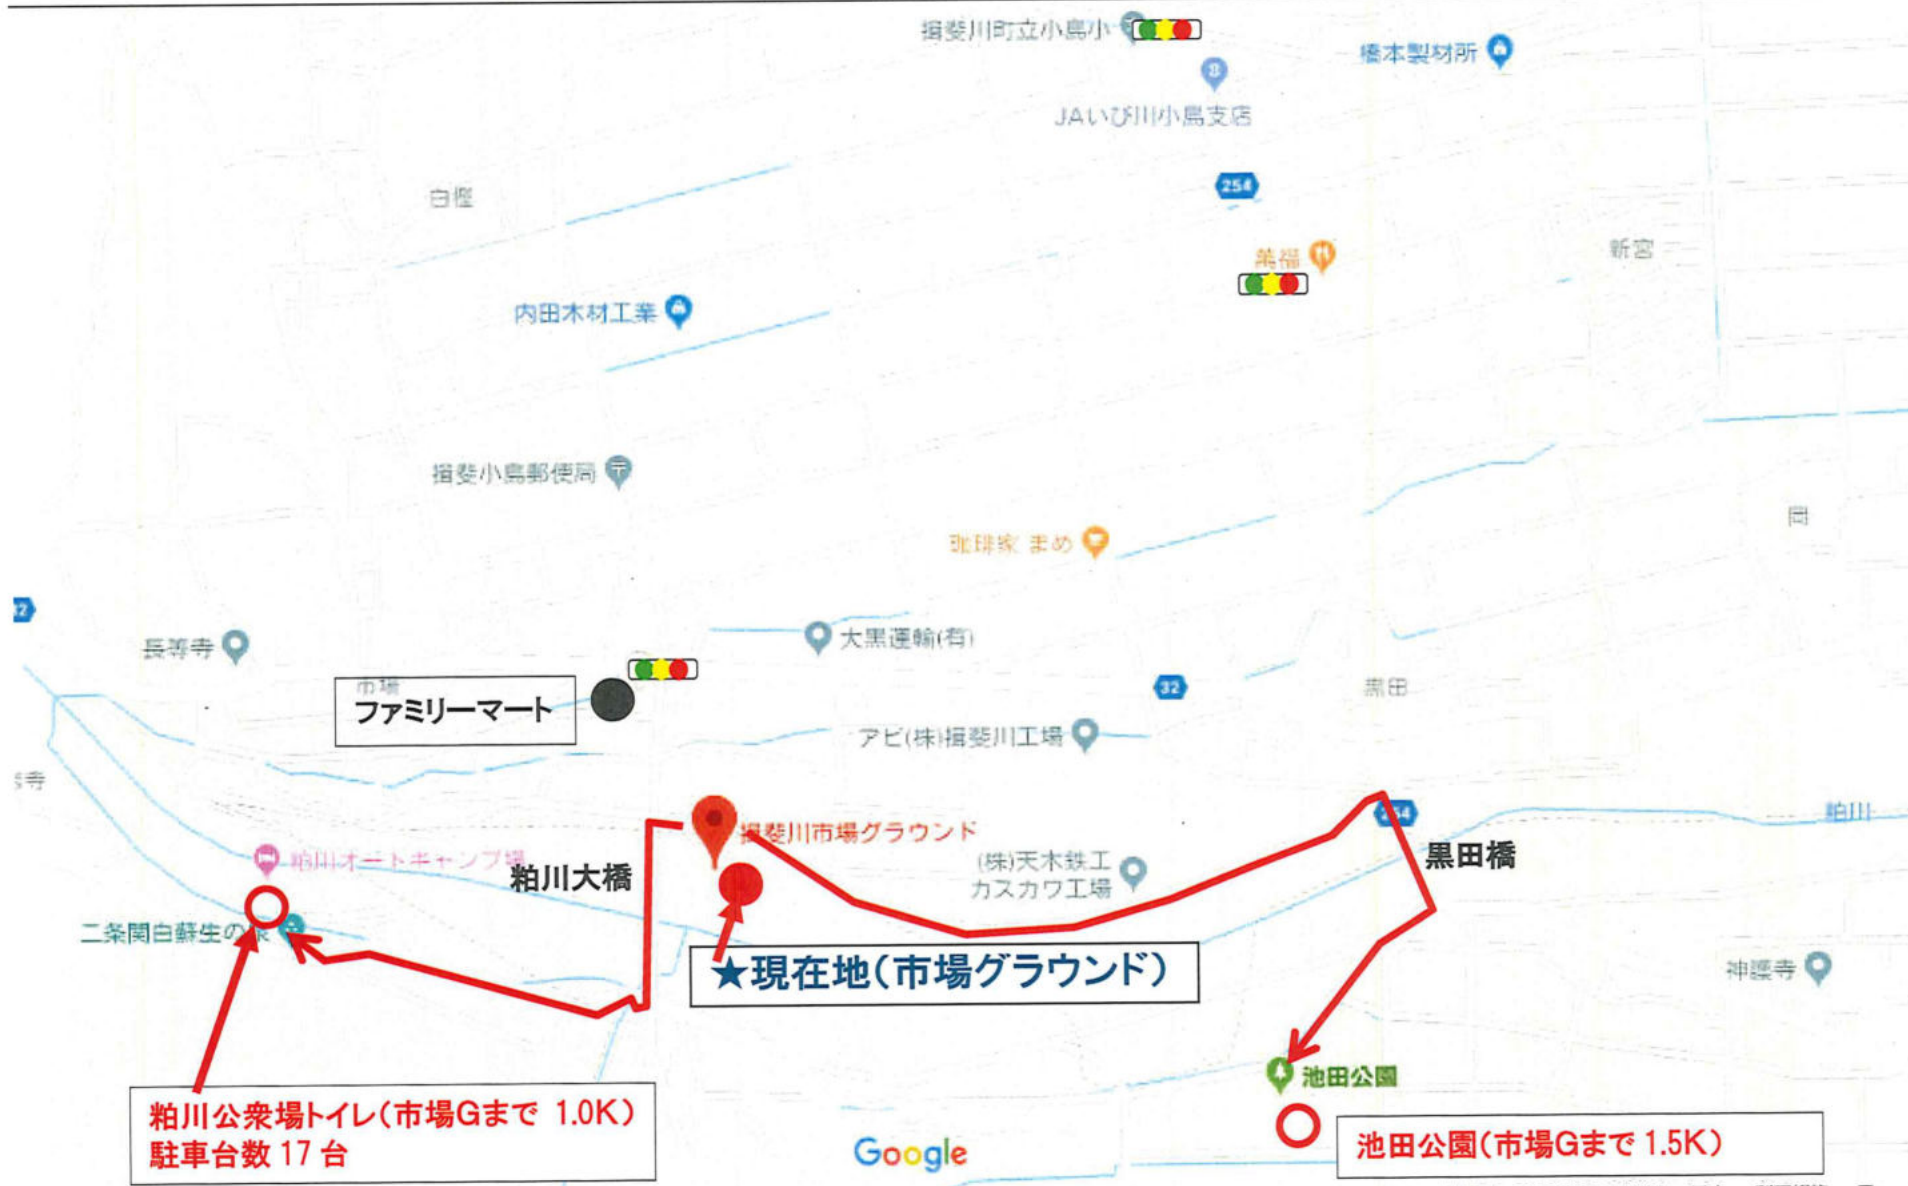 揖斐川町立小島小
橋本製材所
JAいび川小島支店
254
白樫
萬福
新宮
内田木材工業
揖斐小島郵便局
岡
珈琲家 まめ
32
長等寺
大黒運輸(有)
市場
ファミリーマート
32
黒田
アピ(株)揖斐川工場
寺
揖斐川市場グラウンド
254
粕川
黒田橋
粕川オートキャンプ場
粕川大橋
(株)天木鉄工
カスカワ工場
二条関白蘇生の泉
★現在地(市場グラウンド)
神護寺
池田公園
粕川公衆場トイレ(市場Gまで 1.0K)
駐車台数 17 台
Google
池田公園(市場Gまで 1.5K)